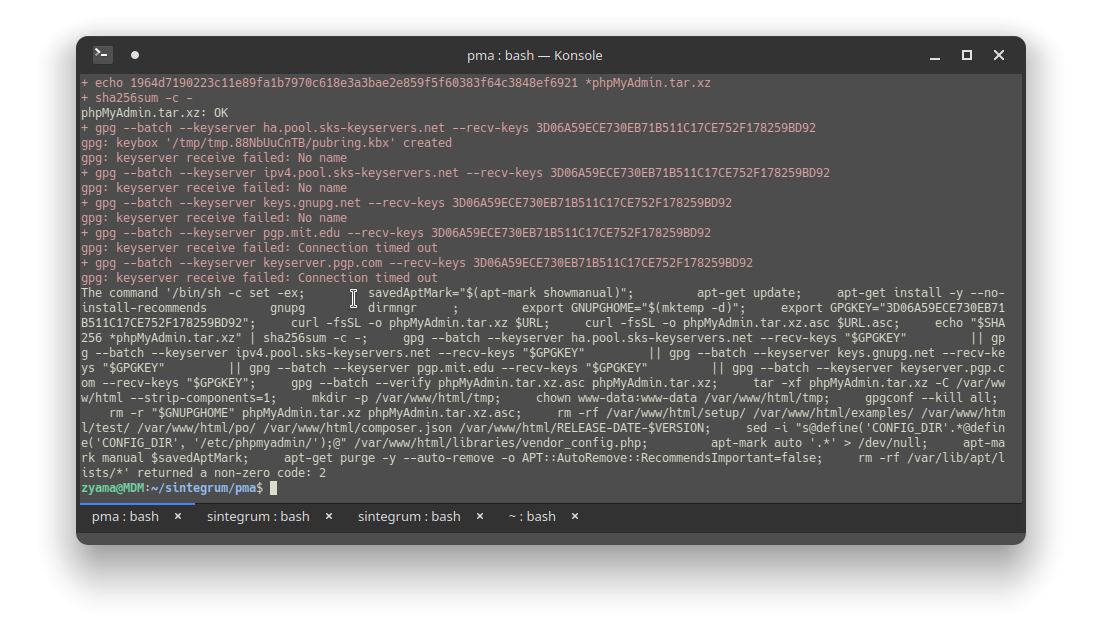 pma : bash — Konsole
+ echo 1964d7190223c11e89fa1b7970c618e3a3bae2e859f5f60383f64c3848ef6921 *phpMyAdmin.tar.xz
+ sha256sum -c -
phpMyAdmin.tar.xz: OK
+ gpg --batch --keyserver ha.pool.sks-keyservers.net --recv-keys 3D06A59ECE730EB71B511C17CE752F178259BD92
gpg: keybox '/tmp/tmp.88NbUuCnTB/pubring.kbx' created
gpg: keyserver receive failed: No name
+ gpg --batch --keyserver ipv4.pool.sks-keyservers.net --recv-keys 3D06A59ECE730EB71B511C17CE752F178259BD92
gpg: keyserver receive failed: No name
+ gpg --batch --keyserver keys.gnupg.net --recv-keys 3D06A59ECE730EB71B511C17CE752F178259BD92
gpg: keyserver receive failed: No name
+ gpg --batch --keyserver pgp.mit.edu --recv-keys 3D06A59ECE730EB71B511C17CE752F178259BD92
gpg: keyserver receive failed: Connection timed out
+ gpg --batch --keyserver keyserver.pgp.com --recv-keys 3D06A59ECE730EB71B511C17CE752F178259BD92
gpg: keyserver receive failed: Connection timed out
The command '/bin/sh -c set -ex;         savedAptMark="$(apt-mark showmanual)";         apt-get update;     apt-get install -y --no-
install-recommends         gnupg         dirmngr     ;         export GNUPGHOME="$(mktemp -d)";     export GPGKEY="3D06A59ECE730EB71
B511C17CE752F178259BD92";     curl -fsSL -o phpMyAdmin.tar.xz $URL;     curl -fsSL -o phpMyAdmin.tar.xz.asc $URL.asc;     echo "$SHA
256 *phpMyAdmin.tar.xz" | sha256sum -c -;     gpg --batch --keyserver ha.pool.sks-keyservers.net --recv-keys "$GPGKEY"         || gp
g --batch --keyserver ipv4.pool.sks-keyservers.net --recv-keys "$GPGKEY"         || gpg --batch --keyserver keys.gnupg.net --recv-ke
ys "$GPGKEY"         || gpg --batch --keyserver pgp.mit.edu --recv-keys "$GPGKEY"         || gpg --batch --keyserver keyserver.pgp.c
om --recv-keys "$GPGKEY";     gpg --batch --verify phpMyAdmin.tar.xz.asc phpMyAdmin.tar.xz;     tar -xf phpMyAdmin.tar.xz -C /var/ww
w/html --strip-components=1;     mkdir -p /var/www/html/tmp;     chown www-data:www-data /var/www/html/tmp;     gpgconf --kill all;
    rm -r "$GNUPGHOME" phpMyAdmin.tar.xz phpMyAdmin.tar.xz.asc;     rm -rf /var/www/html/setup/ /var/www/html/examples/ /var/www/htm
l/test/ /var/www/html/po/ /var/www/html/composer.json /var/www/html/RELEASE-DATE-$VERSION;     sed -i "s@define('CONFIG_DIR'.*@defin
e('CONFIG_DIR', '/etc/phpmyadmin/');@" /var/www/html/libraries/vendor_config.php;         apt-mark auto '.*' > /dev/null;     apt-ma
rk manual $savedAptMark;     apt-get purge -y --auto-remove -o APT::AutoRemove::RecommendsImportant=false;     rm -rf /var/lib/apt/l
ists/*' returned a non-zero code: 2
zyama@MDM:~/sintegrum/pma$
pma : bash × sintegrum : bash × sintegrum : bash × ~ : bash ×